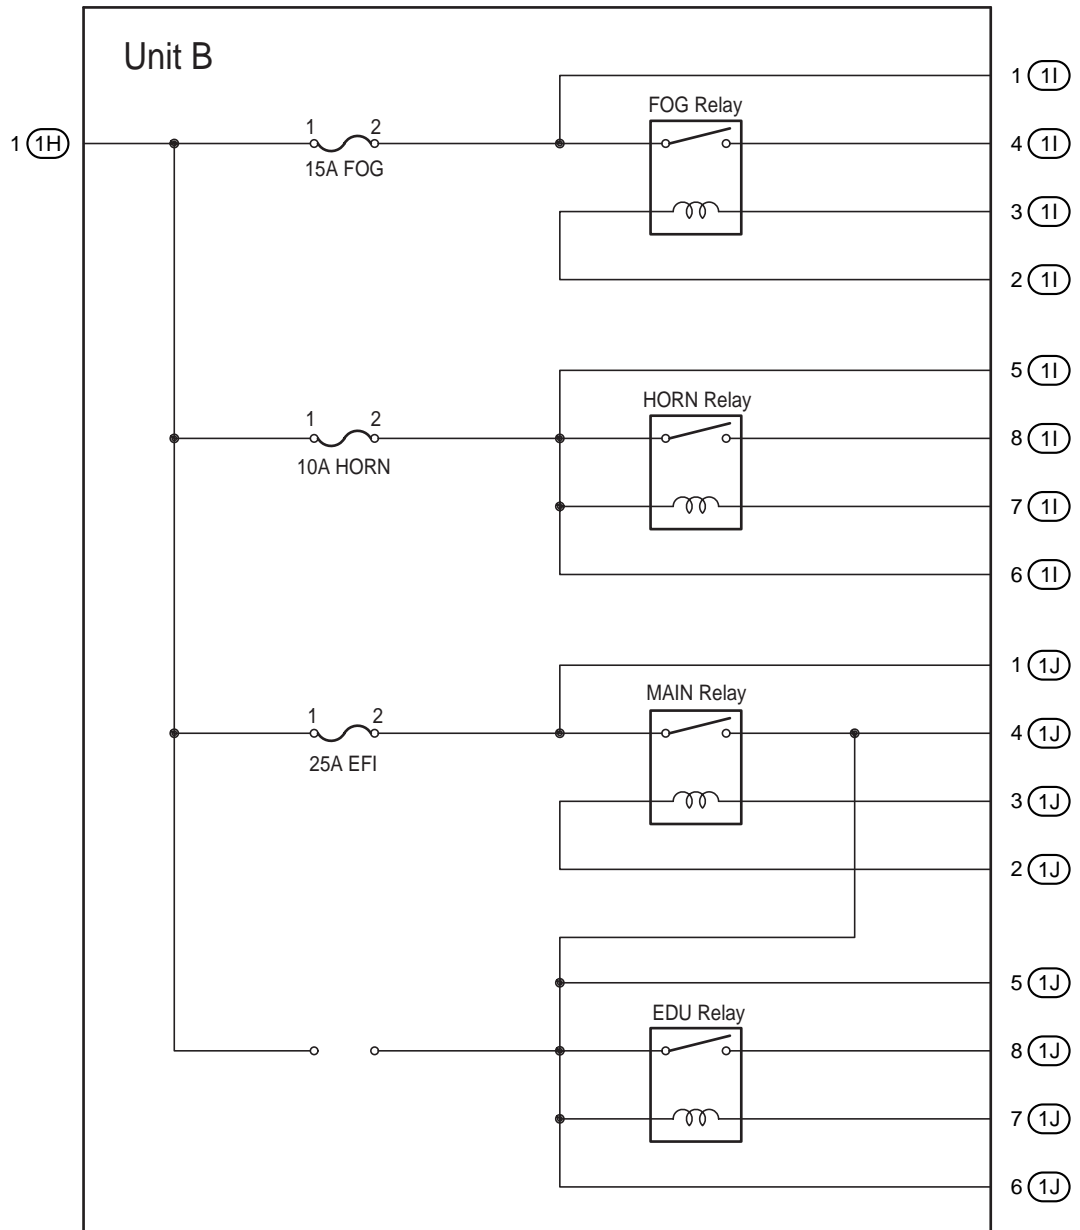 Unit B
1 1I
FOG Relay
1 1H
1 2
4 1I
15A FOG
3 1I
2 1I
5 1I
HORN Relay
1 2
8 1I
10A HORN
7 1I
6 1I
1 1J
MAIN Relay
1 2
4 1J
25A EFI
3 1J
2 1J
5 1J
EDU Relay
8 1J
7 1J
6 1J